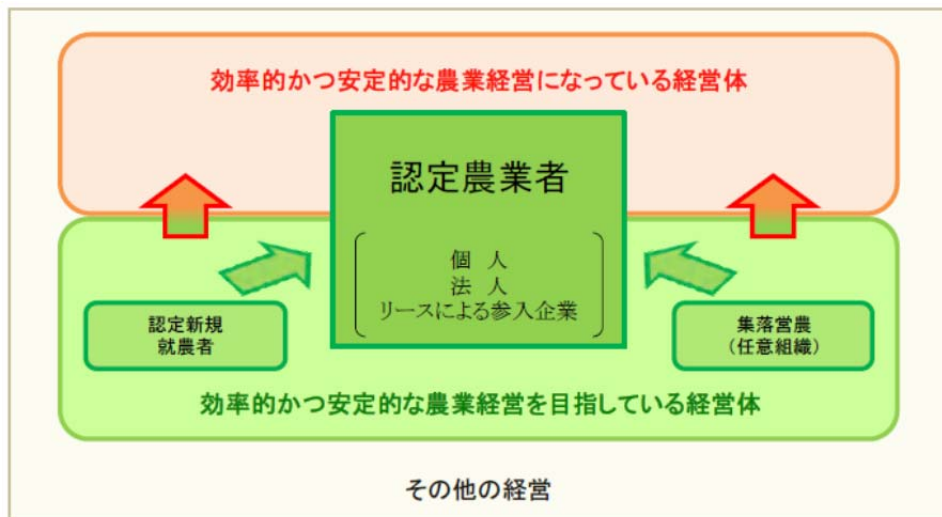 効率的かつ安定的な農業経営になっている経営体
認定農業者
個　人
法　人
リースによる参入企業
認定新規
就農者
集落営農
（任意組織）
効率的かつ安定的な農業経営を目指している経営体
その他の経営